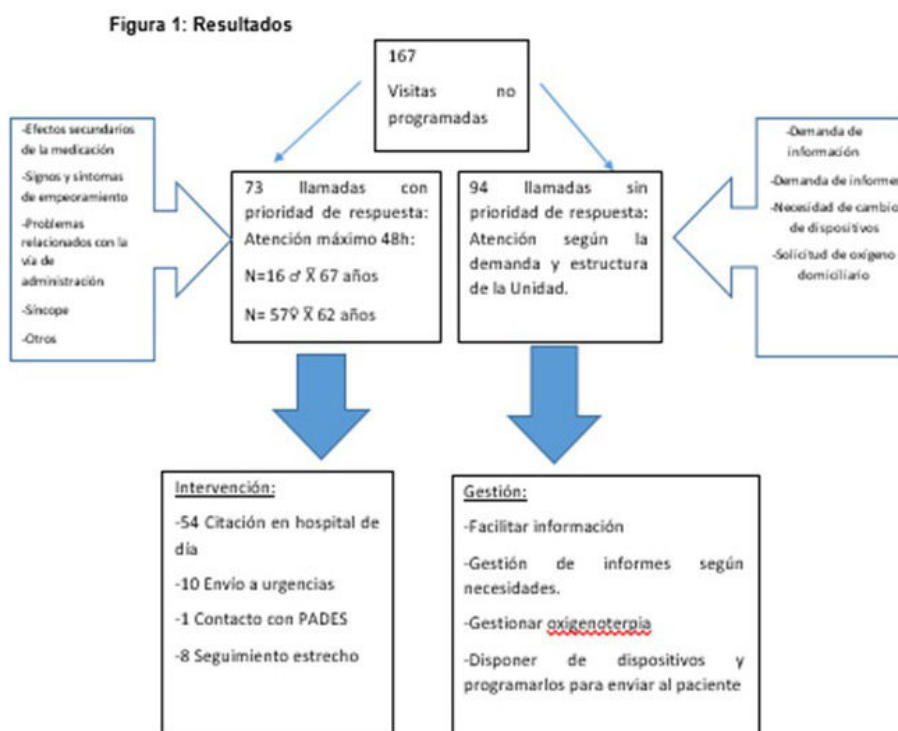 Figura 1: Resultados
167
Visitas no
programadas
-Efectos secundarios
de la medicación
-Signos y síntomas
de empeoramiento
-Problemas
relacionados con la
vía de
administración
-Síncope
-Otros
73 llamadas con
prioridad de respuesta:
Atención máximo 48h:
N=16 ♂ X̅ 67 años
N= 57♀ X̅ 62 años
94 llamadas sin
prioridad de respuesta:
Atención según la
demanda y estructura
de la Unidad.
-Demanda de
información
-Demanda de informes
-Necesidad de cambio
de dispositivos
-Solicitud de oxígeno
domiciliario
Intervención:
-54 Citación en hospital de
día
-10 Envío a urgencias
-1 Contacto con PADES
-8 Seguimiento estrecho
Gestión:
-Facilitar información
-Gestión de informes según
necesidades.
-Gestionar oxigenoterpia
-Disponer de dispositivos y
programarlos para enviar al paciente